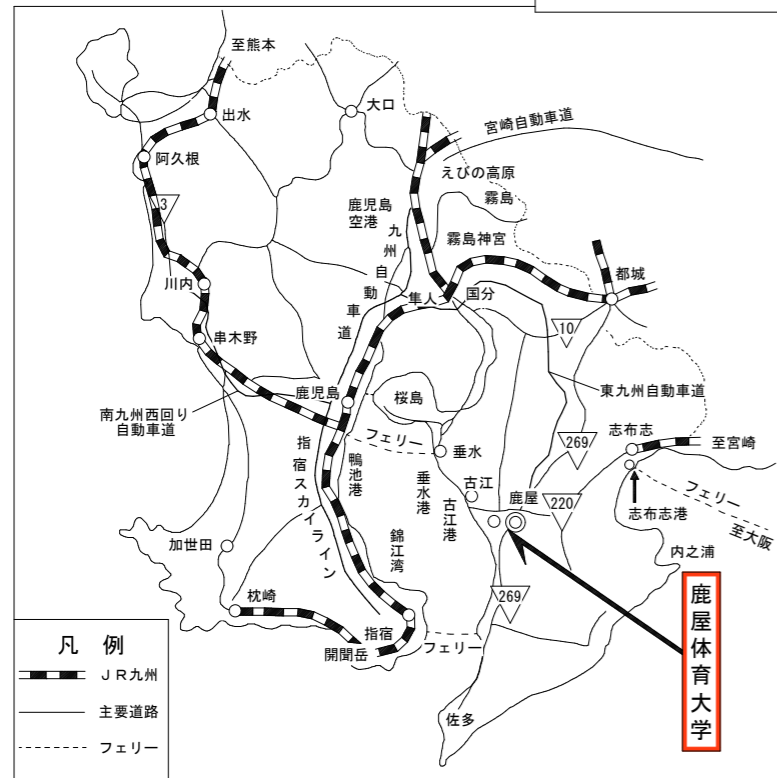 至熊本
出水
大口
宮崎自動車道
阿久根
えびの高原
3
鹿児島
空港
霧島
九州自動車道
霧島神宮
川内
都城
隼人
国分
10
串木野
東九州自動車道
鹿児島
桜島
南九州西回り
自動車道
フェリー
269
志布志
至宮崎
指宿スカイライン
鴨池港
垂水
垂水港
古江
古江港
鹿屋
220
フェリー
志布志港
至大阪
加世田
錦江湾
内之浦
枕崎
269
鹿屋体育大学
指宿
開聞岳
フェリー
佐多
凡 例
JR九州
主要道路
フェリー